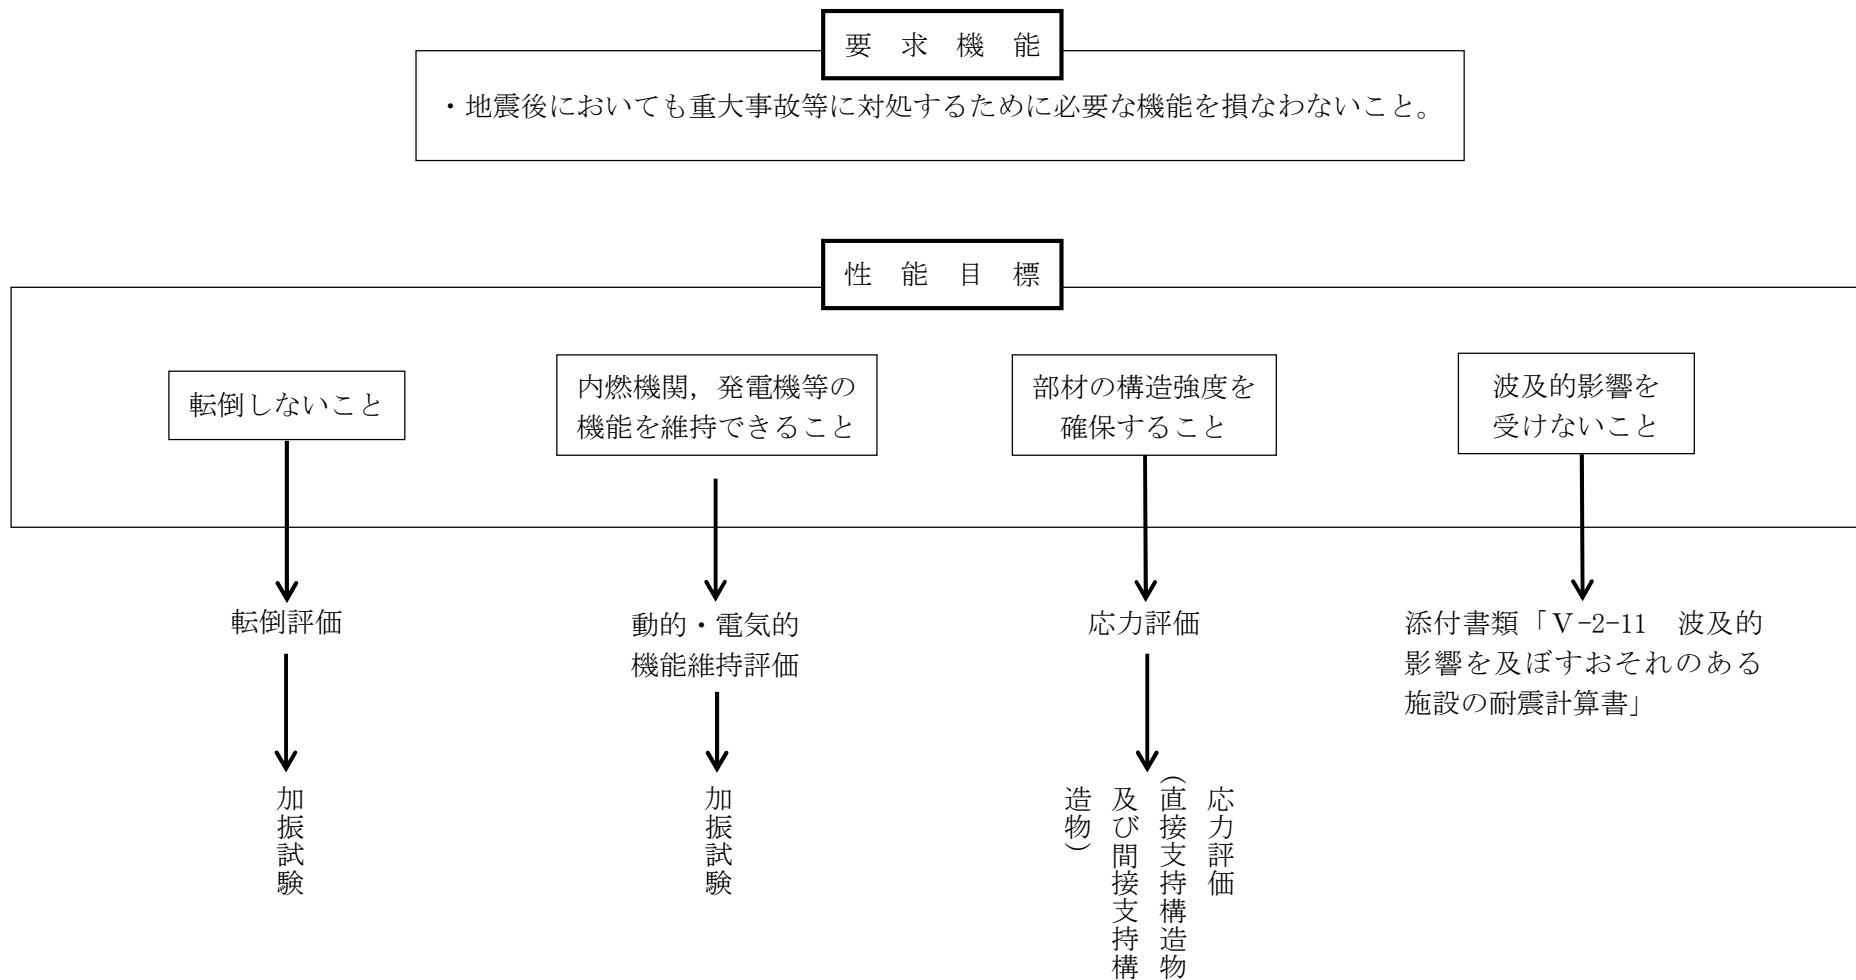 要求機能
・地震後においても重大事故等に対処するために必要な機能を損なわないこと。
性能目標
転倒しないこと
内燃機関，発電機等の
機能を維持できること
部材の構造強度を
確保すること
波及的影響を
受けないこと
転倒評価
動的・電気的
機能維持評価
応力評価
添付書類「Ⅴ-2-11　波及的
影響を及ぼすおそれのある
施設の耐震計算書」
加振試験
加振試験
応力評価
（直接支持構造物
及び間接支持構
造物）